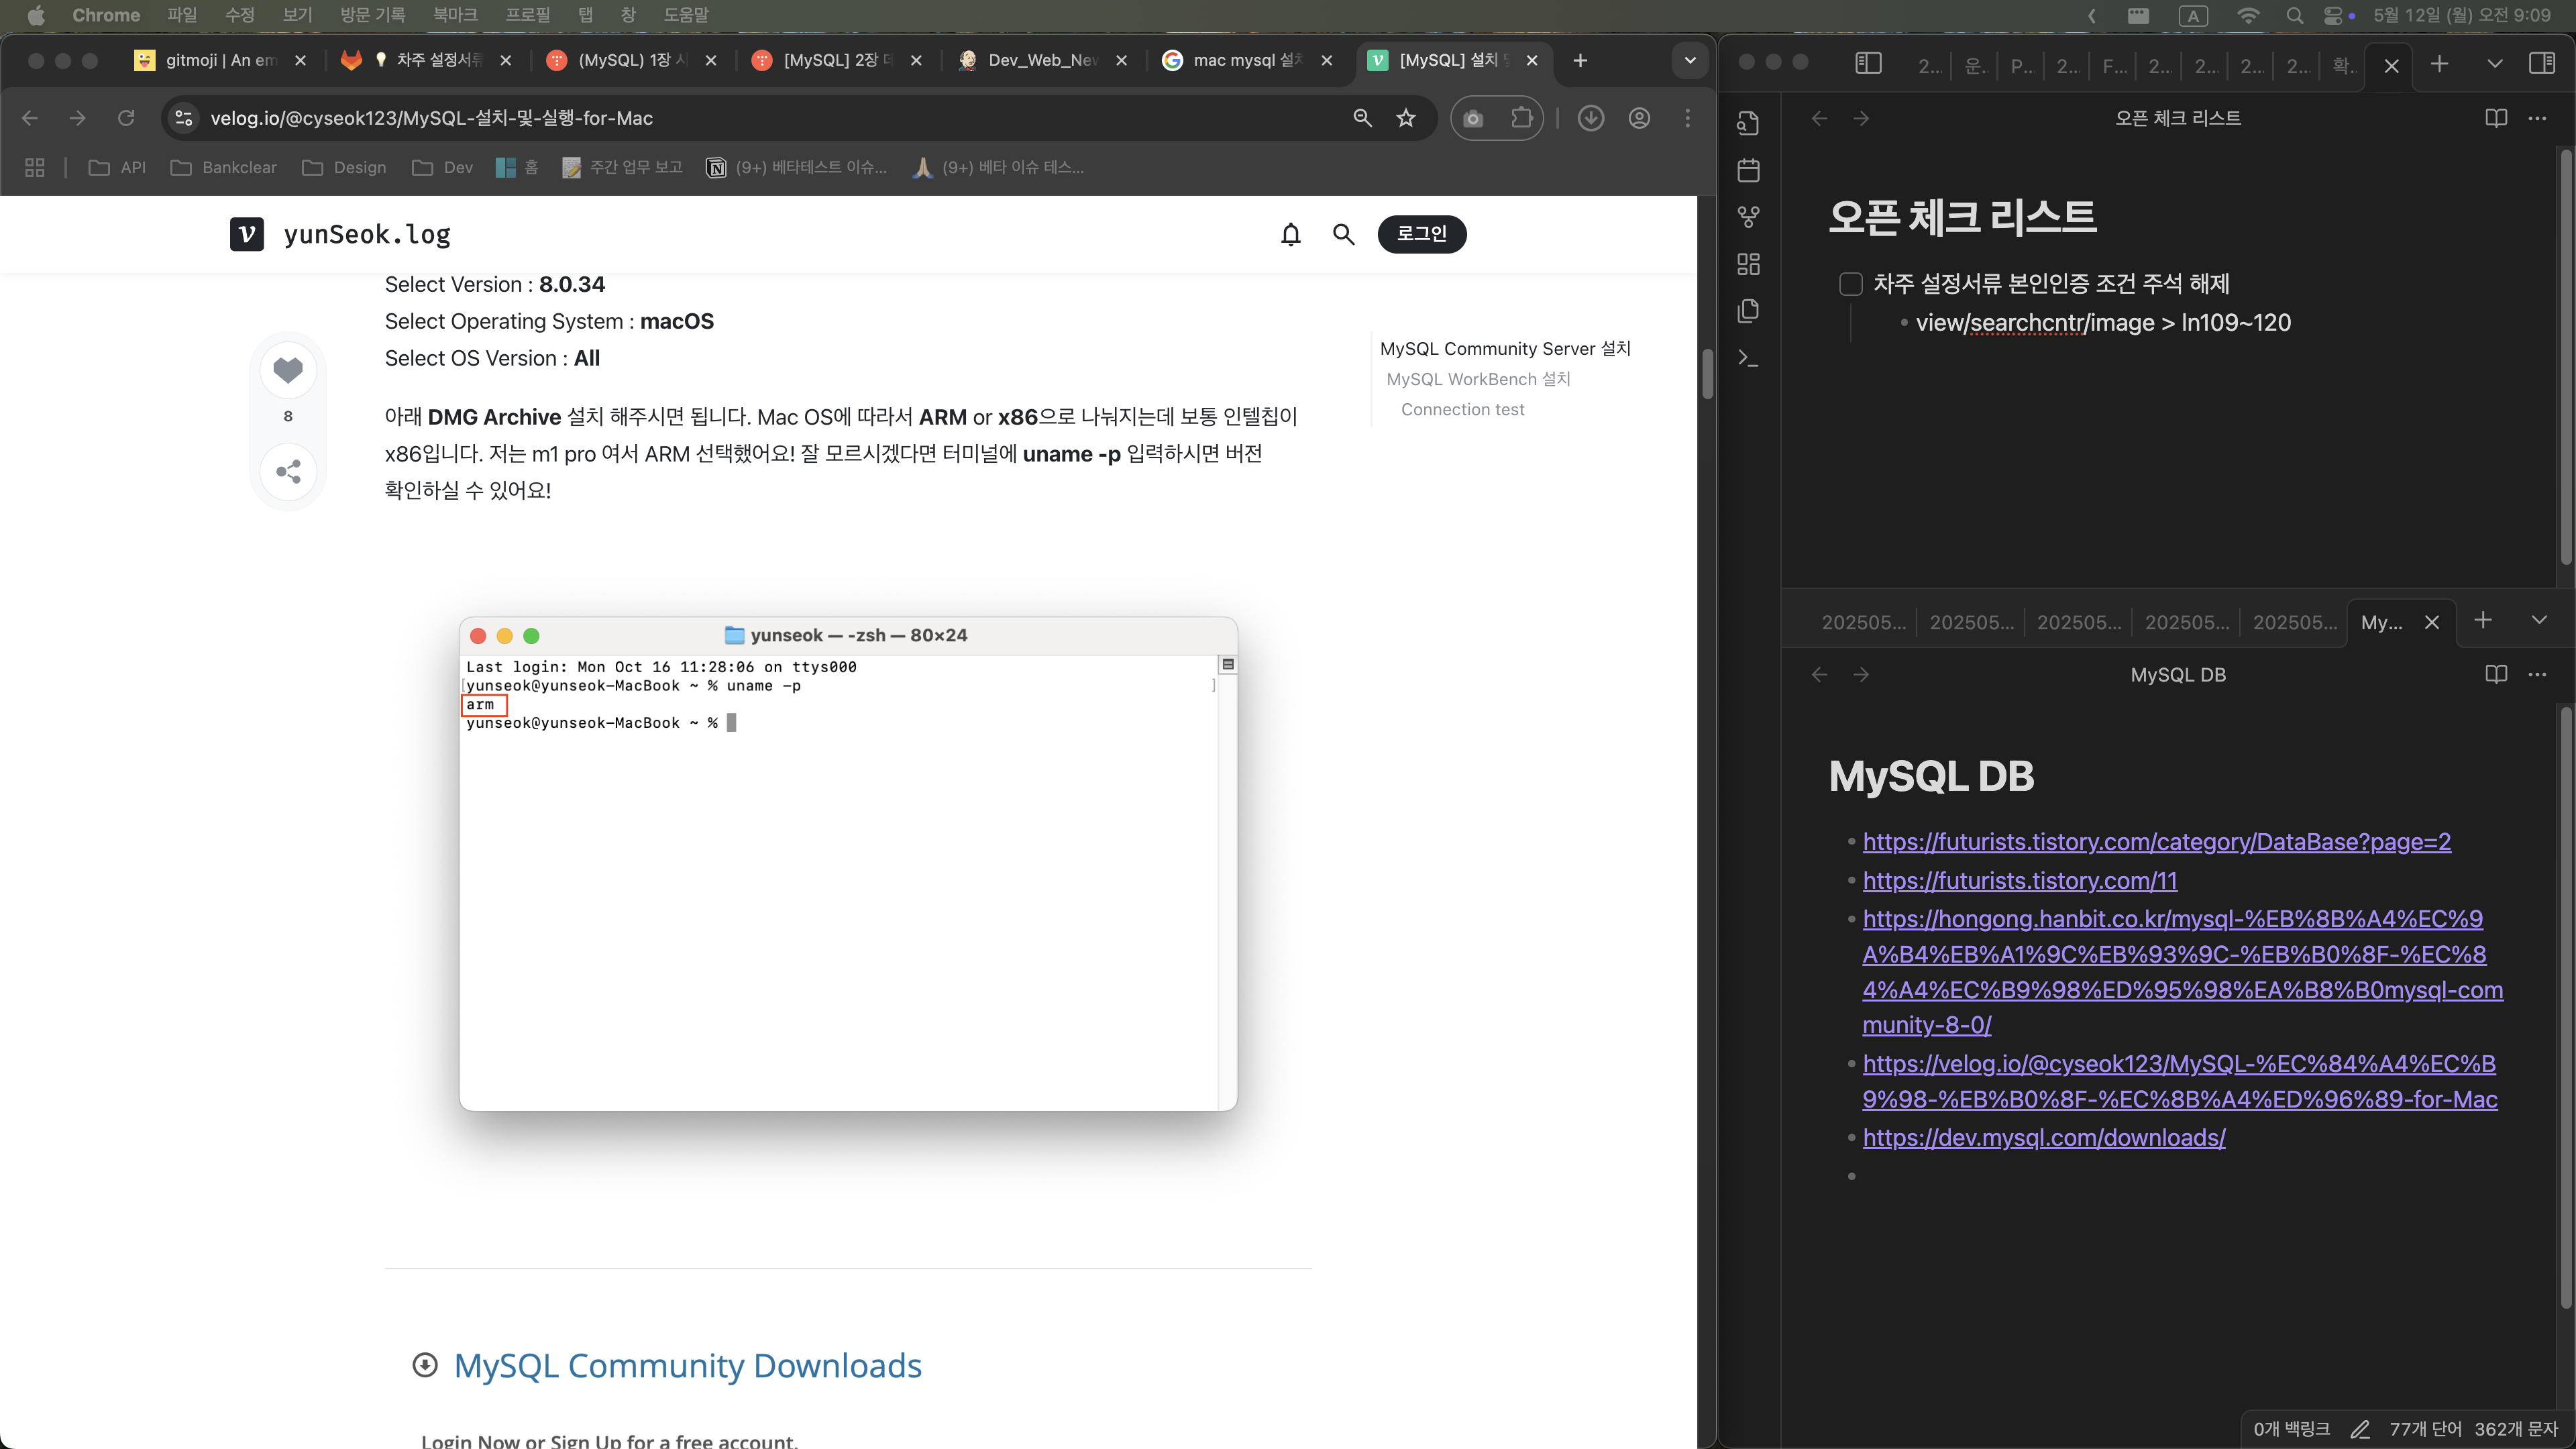 Chrome 파일 수정 보기 방문 기록 북마크 프로필 탭 창 도움말
A 5월 12일 (월) 오전 9:09
gitmoji | An em
차주 설정서류
(MySQL) 1장 시
[MySQL] 2장 더
Dev_Web_New
mac mysql 설치
[MySQL] 설치 및
velog.io/@cyseok123/MySQL-설치-및-실행-for-Mac
API Bankclear Design Dev 홈 주간 업무 보고 (9+) 베타테스트 이슈... (9+) 베타 이슈 테스...
yunSeok.log
로그인
Select Version : 8.0.34
Select Operating System : macOS
Select OS Version : All
8
아래 DMG Archive 설치 해주시면 됩니다. Mac OS에 따라서 ARM or x86으로 나눠지는데 보통 인텔칩이
x86입니다. 저는 m1 pro 여서 ARM 선택했어요! 잘 모르시겠다면 터미널에 uname -p 입력하시면 버전
확인하실 수 있어요!
MySQL Community Server 설치
MySQL WorkBench 설치
Connection test
yunseok — -zsh — 80×24
Last login: Mon Oct 16 11:28:06 on ttys000
[yunseok@yunseok-MacBook ~ % uname -p ]
arm
yunseok@yunseok-MacBook ~ %
MySQL Community Downloads
Login Now or Sign Up for a free account.
2... 운.. P... 2... F... 2... 2... 2... 2... 확..
오픈 체크 리스트
오픈 체크 리스트
차주 설정서류 본인인증 조건 주석 해제
view/searchcntr/image > ln109~120
202505... 202505... 202505... 202505... 202505... My...
MySQL DB
MySQL DB
https://futurists.tistory.com/category/DataBase?page=2
https://futurists.tistory.com/11
https://hongong.hanbit.co.kr/mysql-%EB%8B%A4%EC%9
A%B4%EB%A1%9C%EB%93%9C-%EB%B0%8F-%EC%8
4%A4%EC%B9%98%ED%95%98%EA%B8%B0mysql-com
munity-8-0/
https://velog.io/@cyseok123/MySQL-%EC%84%A4%EC%B
9%98-%EB%B0%8F-%EC%8B%A4%ED%96%89-for-Mac
https://dev.mysql.com/downloads/
0개 백링크 77개 단어 362개 문자